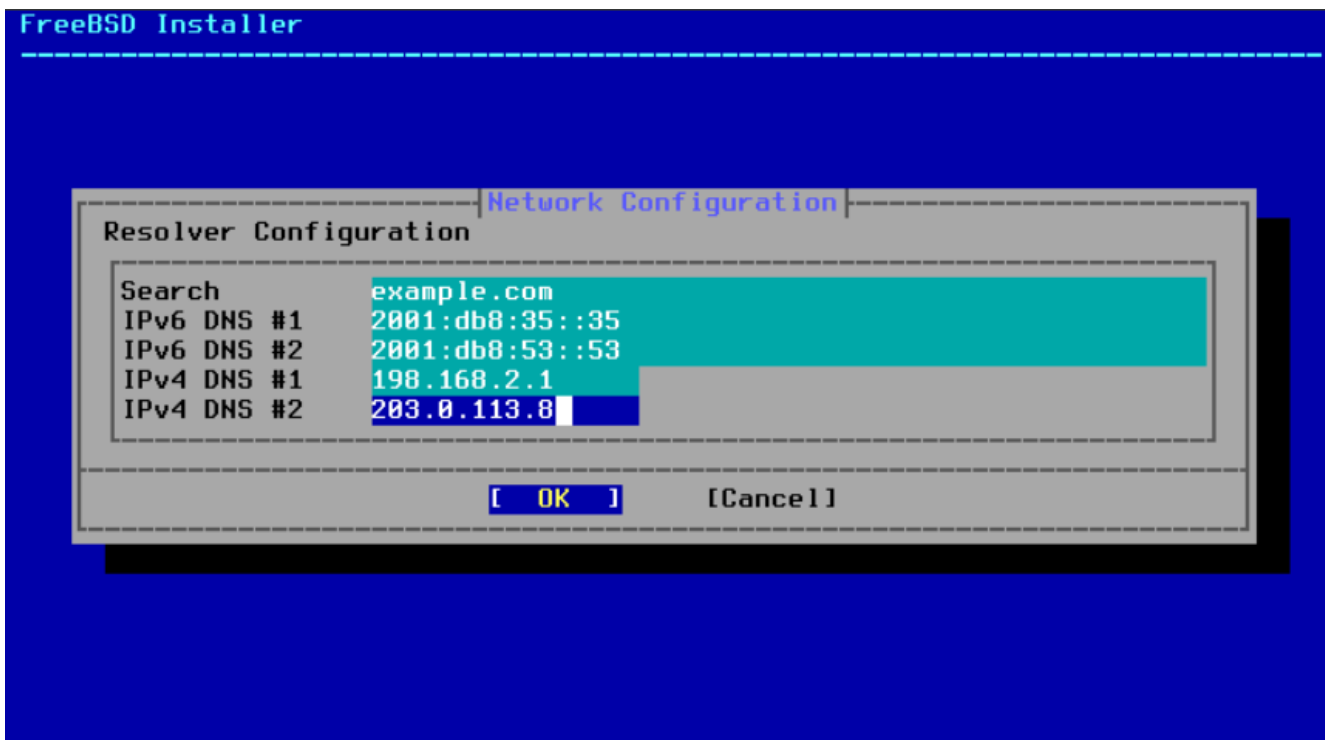 FreeBSD Installer
Network Configuration
Resolver Configuration
Search example.com
IPv6 DNS #1 2001:db8:35::35
IPv6 DNS #2 2001:db8:53::53
IPv4 DNS #1 198.168.2.1
IPv4 DNS #2 203.0.113.8
[ OK ] [Cancel]